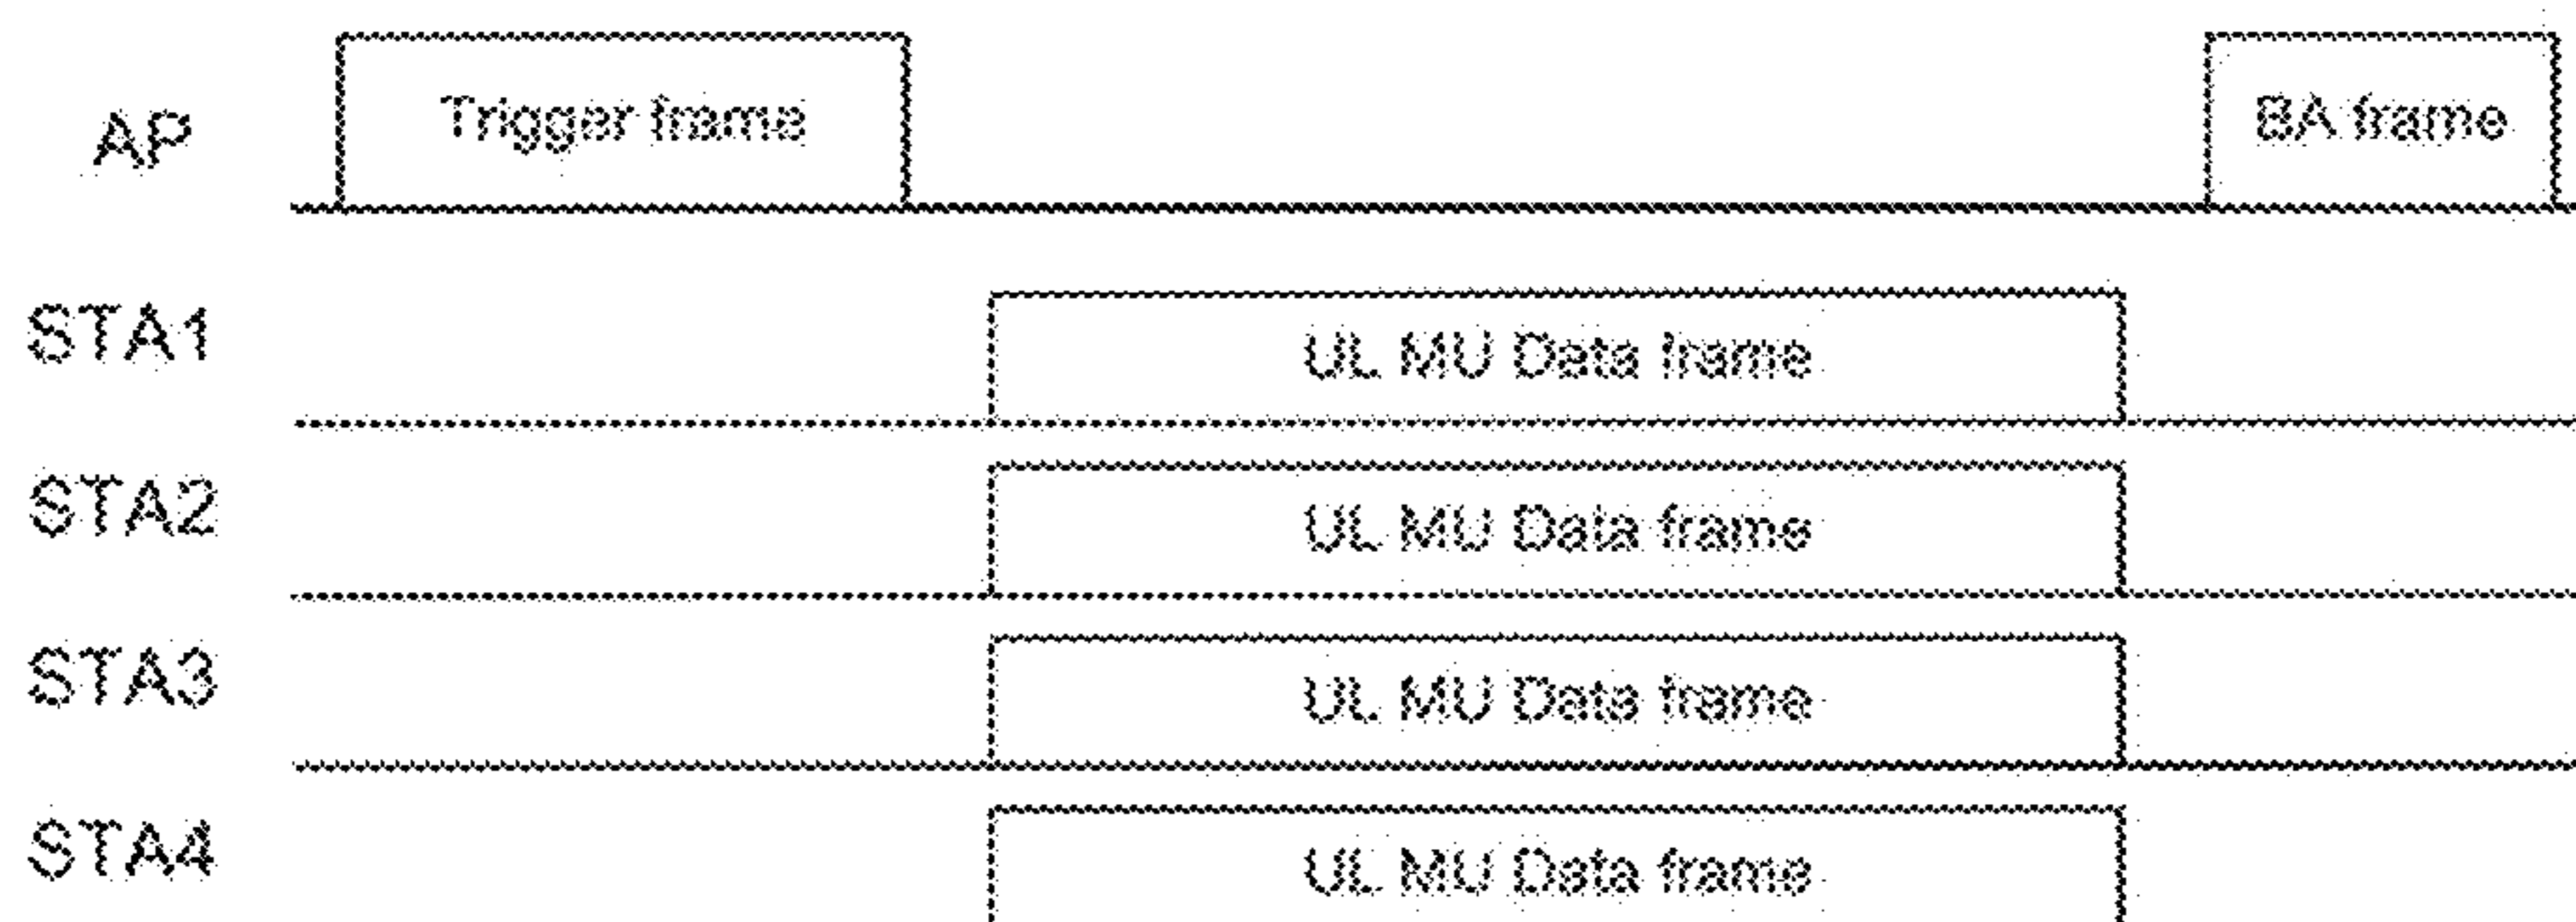 AP Trigger frame BA frame
STA1 UL MU Data frame
STA2 UL MU Data frame
STA3 UL MU Data frame
STA4 UL MU Data frame